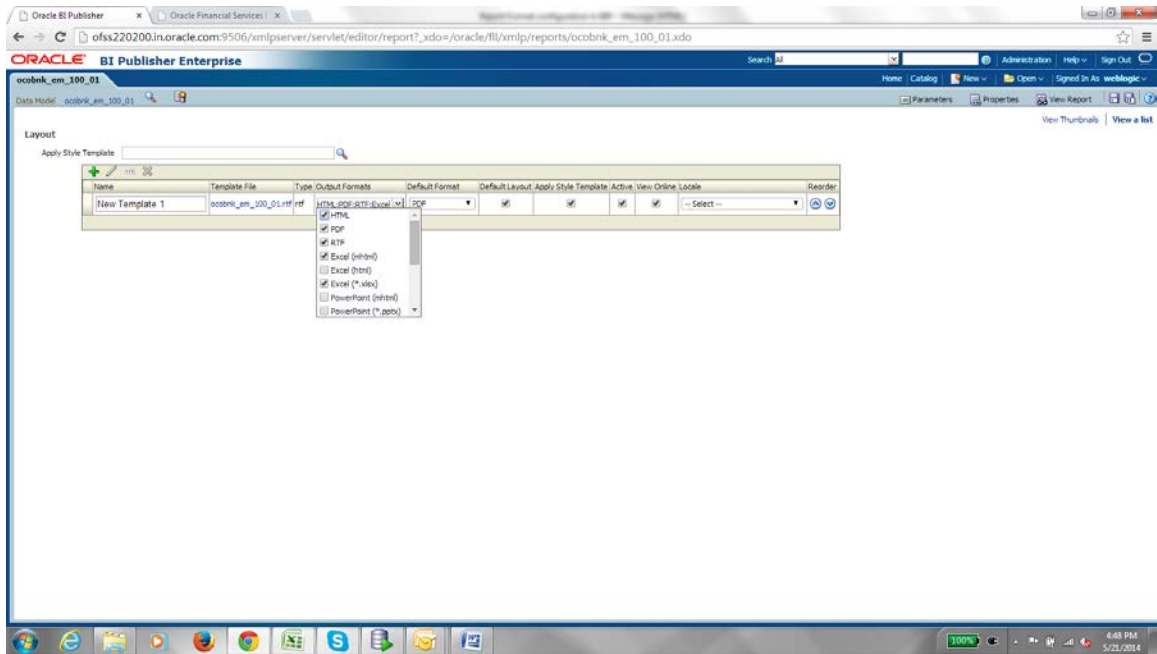 Oracle BI Publisher
Oracle Financial Services
ofss220200.in.oracle.com:9506/xmlpserver/servlet/editor/report?_xdo=/oracle/fll/xmlp/reports/ocobnk_em_100_01.xdo
ORACLE BI Publisher Enterprise
Search All
Administration Help Sign Out
ocobnk_em_100_01
Home Catalog New Open Signed In As weblogic
Data Model ocobnk_em_100_01
Parameters Properties View Report
View Thumbnails View a list
Layout
Apply Style Template
Name Template File Type Output Formats Default Format Default Layout Apply Style Template Active View Online Locale Reorder
New Template 1 ocobnk_em_100_01.rtf rtf HTML;PDF;RTF;Excel PDF -- Select --
HTML
PDF
RTF
Excel (mhtml)
Excel (html)
Excel (*.xlsx)
PowerPoint (mhtml)
PowerPoint (*.pptx)
100%
4:48 PM
5/21/2014